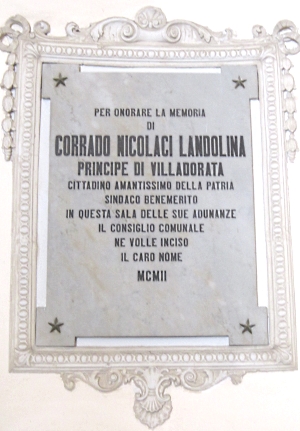 PER ONORARE LA MEMORIA
DI
CORRADO NICOLACI LANDOLINA
PRINCIPE DI VILLADORATA
CITTADINO AMANTISSIMO DELLA PATRIA
SINDACO BENEMERITO
IN QUESTA SALA DELLE SUE ADUNANZE
IL CONSIGLIO COMUNALE
NE VOLLE INCISO
IL CARO NOME
MCMII